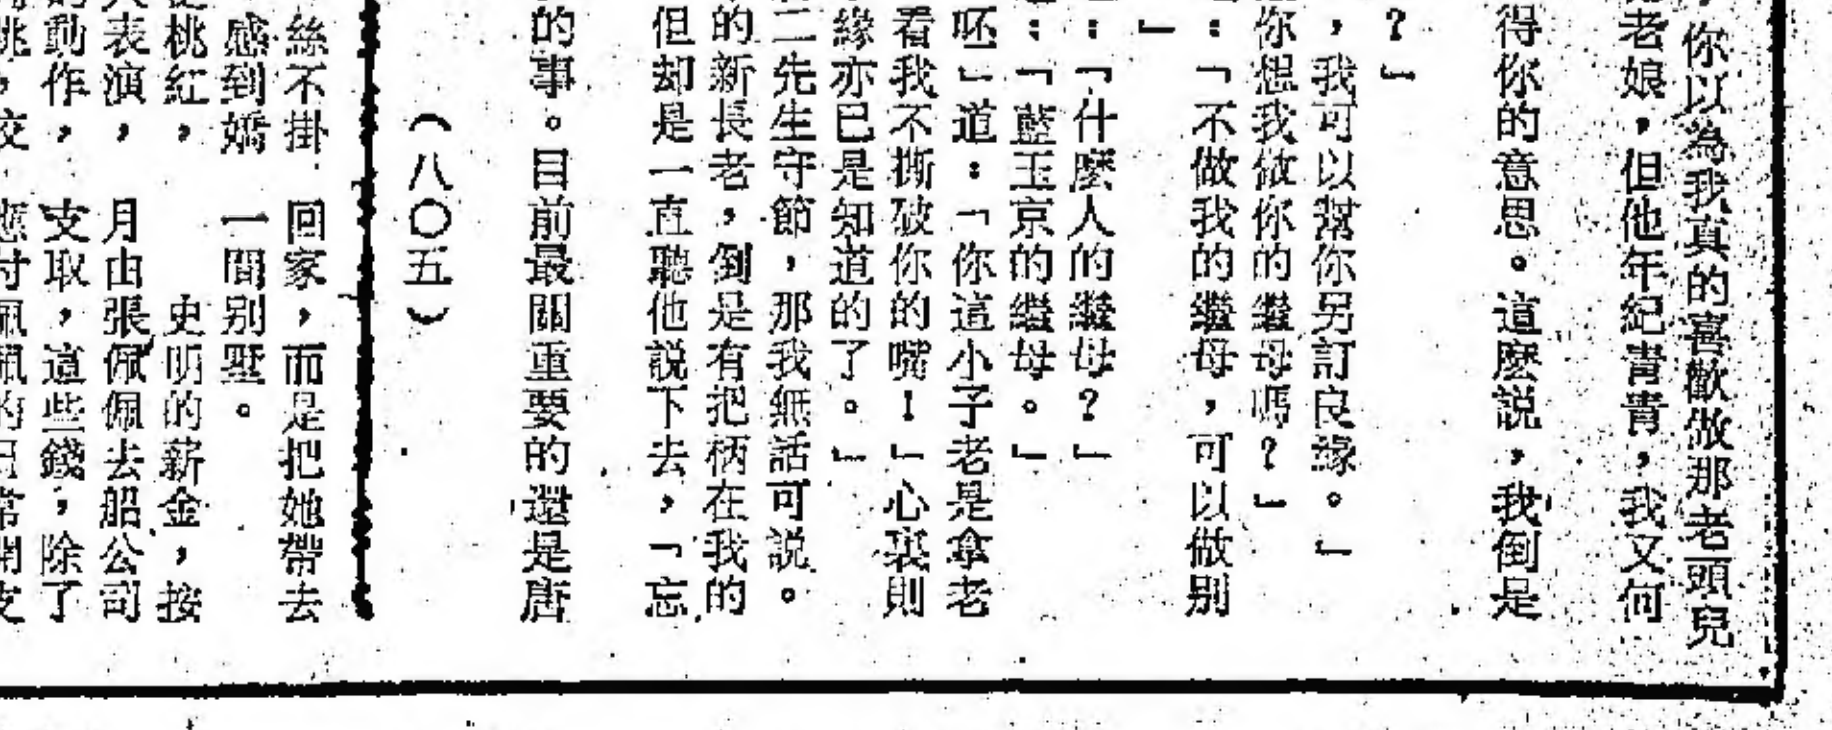 你以為我真的喜歡做那老頭兒
老娘，但他年紀青青，我又何
得你的意思。這麼説，我倒是
？」
，我可以幫你另訂良緣。」
你想我做你的繼母嗎？」
：「不做我的繼母，可以做別
」
：「什麼人的繼母？」
：「藍玉京的繼母。」
呸」道：「你這小子老是拿老
看我不撕破你的嘴！」心裏則
緣亦已是知道的了。」
二先生守節，那我無話可説。
的新長老，倒是有把柄在我的
但却是一直聽他説下去，「忘
的事。目前最關重要的還是唐
（八〇五）
絲不掛
感到嬌
桃紅，
表演，
動作，
回家，而是把她帶去
一間别墅。
史明的薪金，按
月由張佩佩去船公司
支取，這些錢，除了